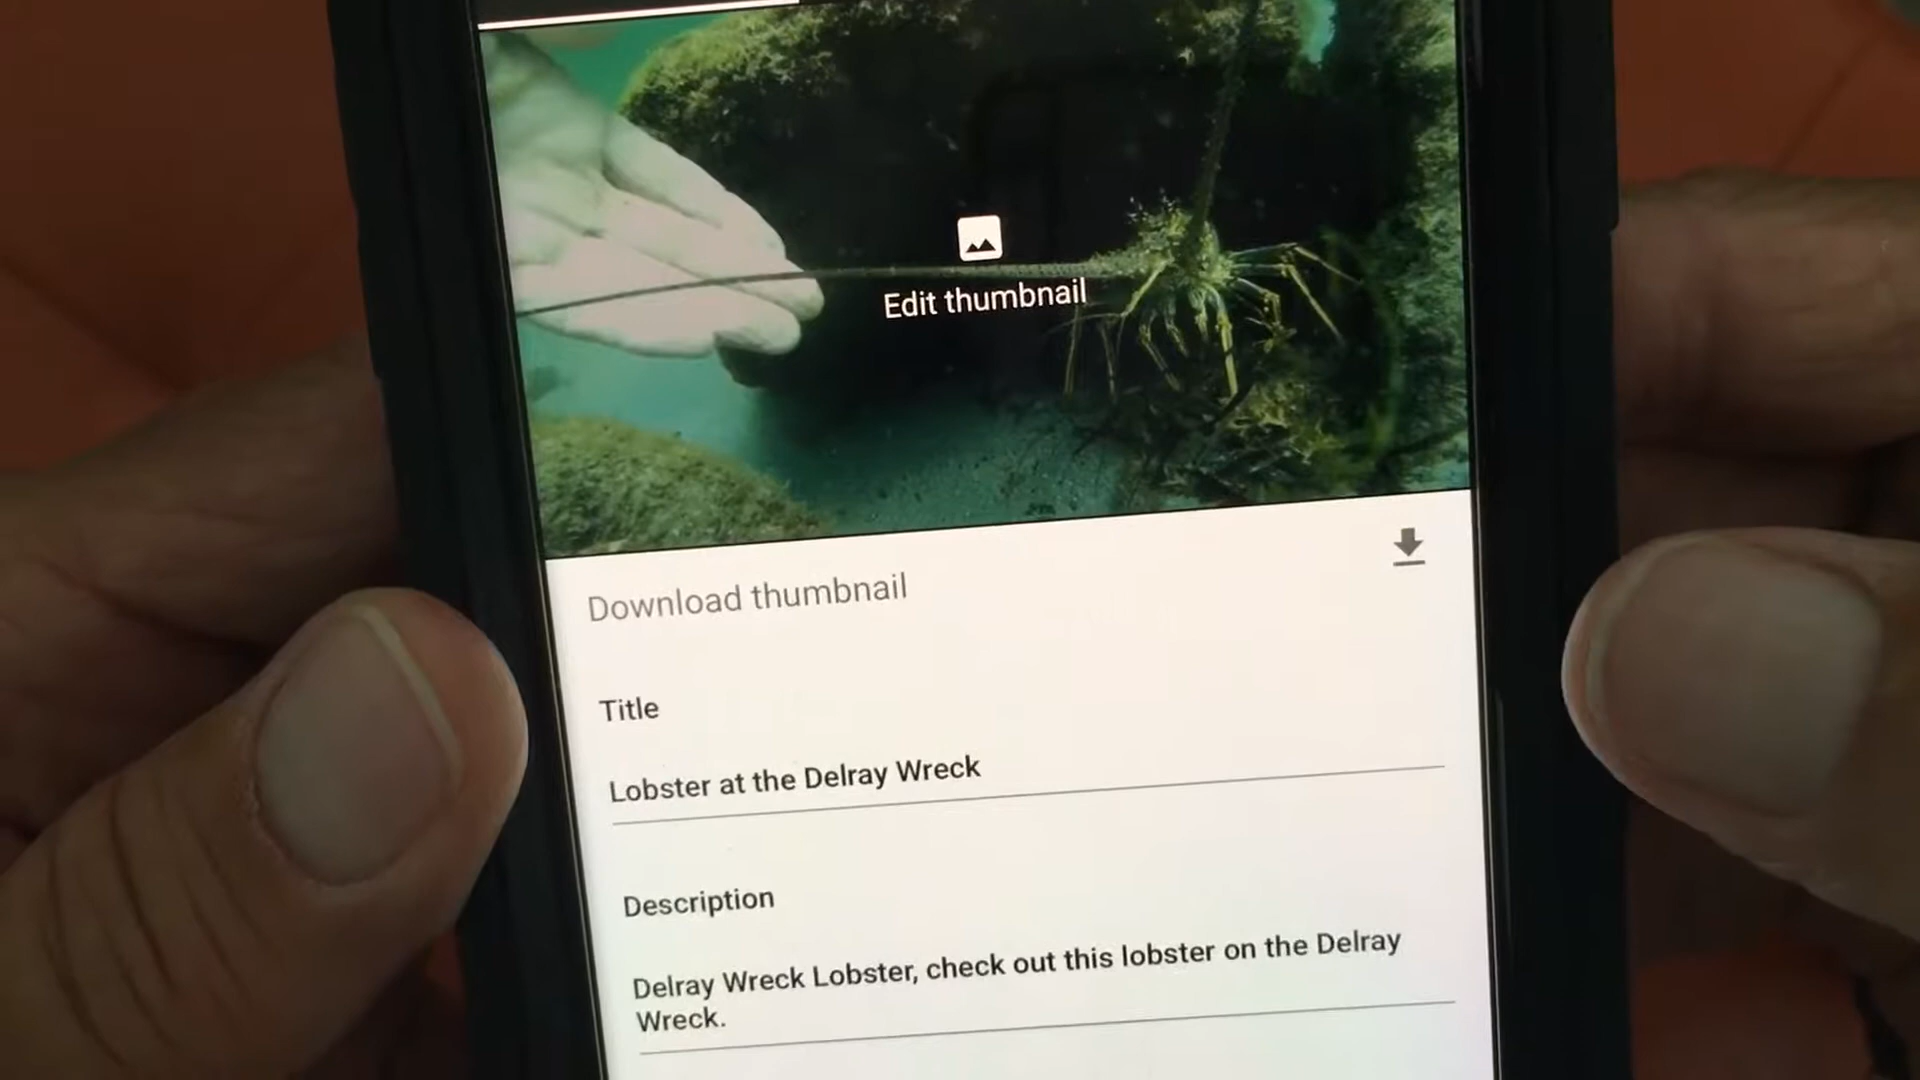 Edit thumbnail
Download thumbnail
Title
Lobster at the Delray Wreck
Description
Delray Wreck Lobster, check out this lobster on the Delray
Wreck.